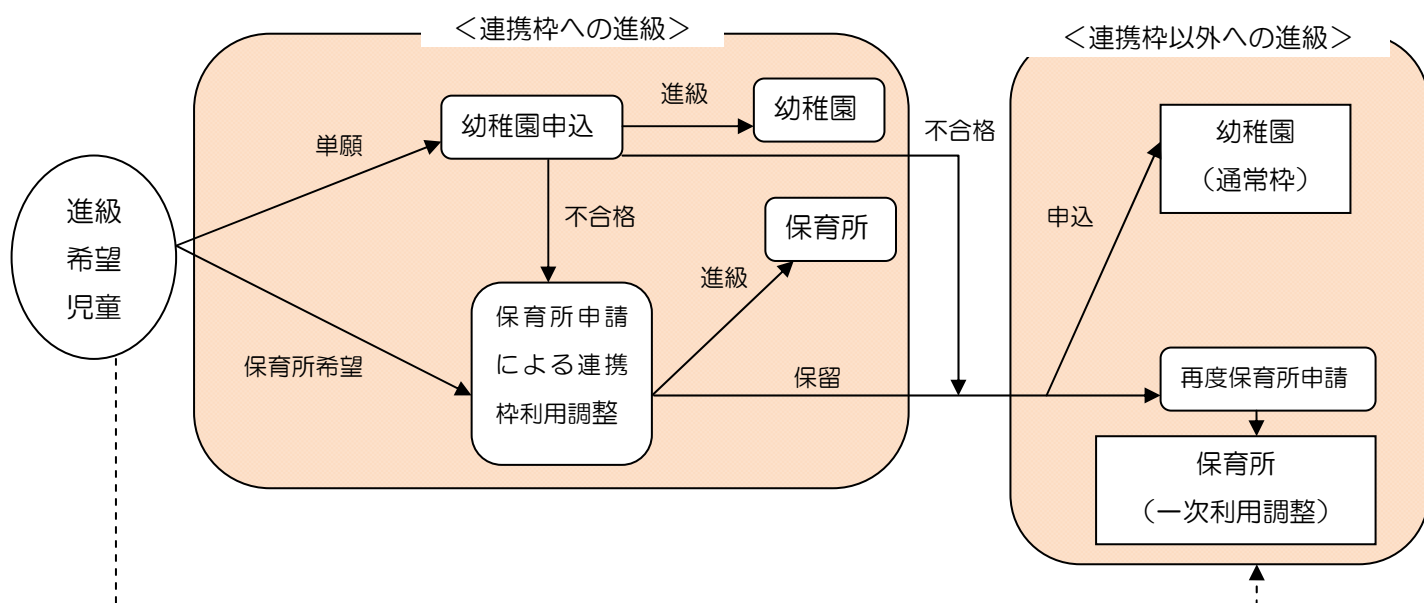 <連携枠への進級>
<連携枠以外への進級>
進級
希望
児童
単願
保育所希望
幼稚園申込
進級
幼稚園
不合格
不合格
保育所申請
による連携
枠利用調整
進級
保育所
保留
申込
幼稚園
（通常枠）
再度保育所申請
保育所
（一次利用調整）